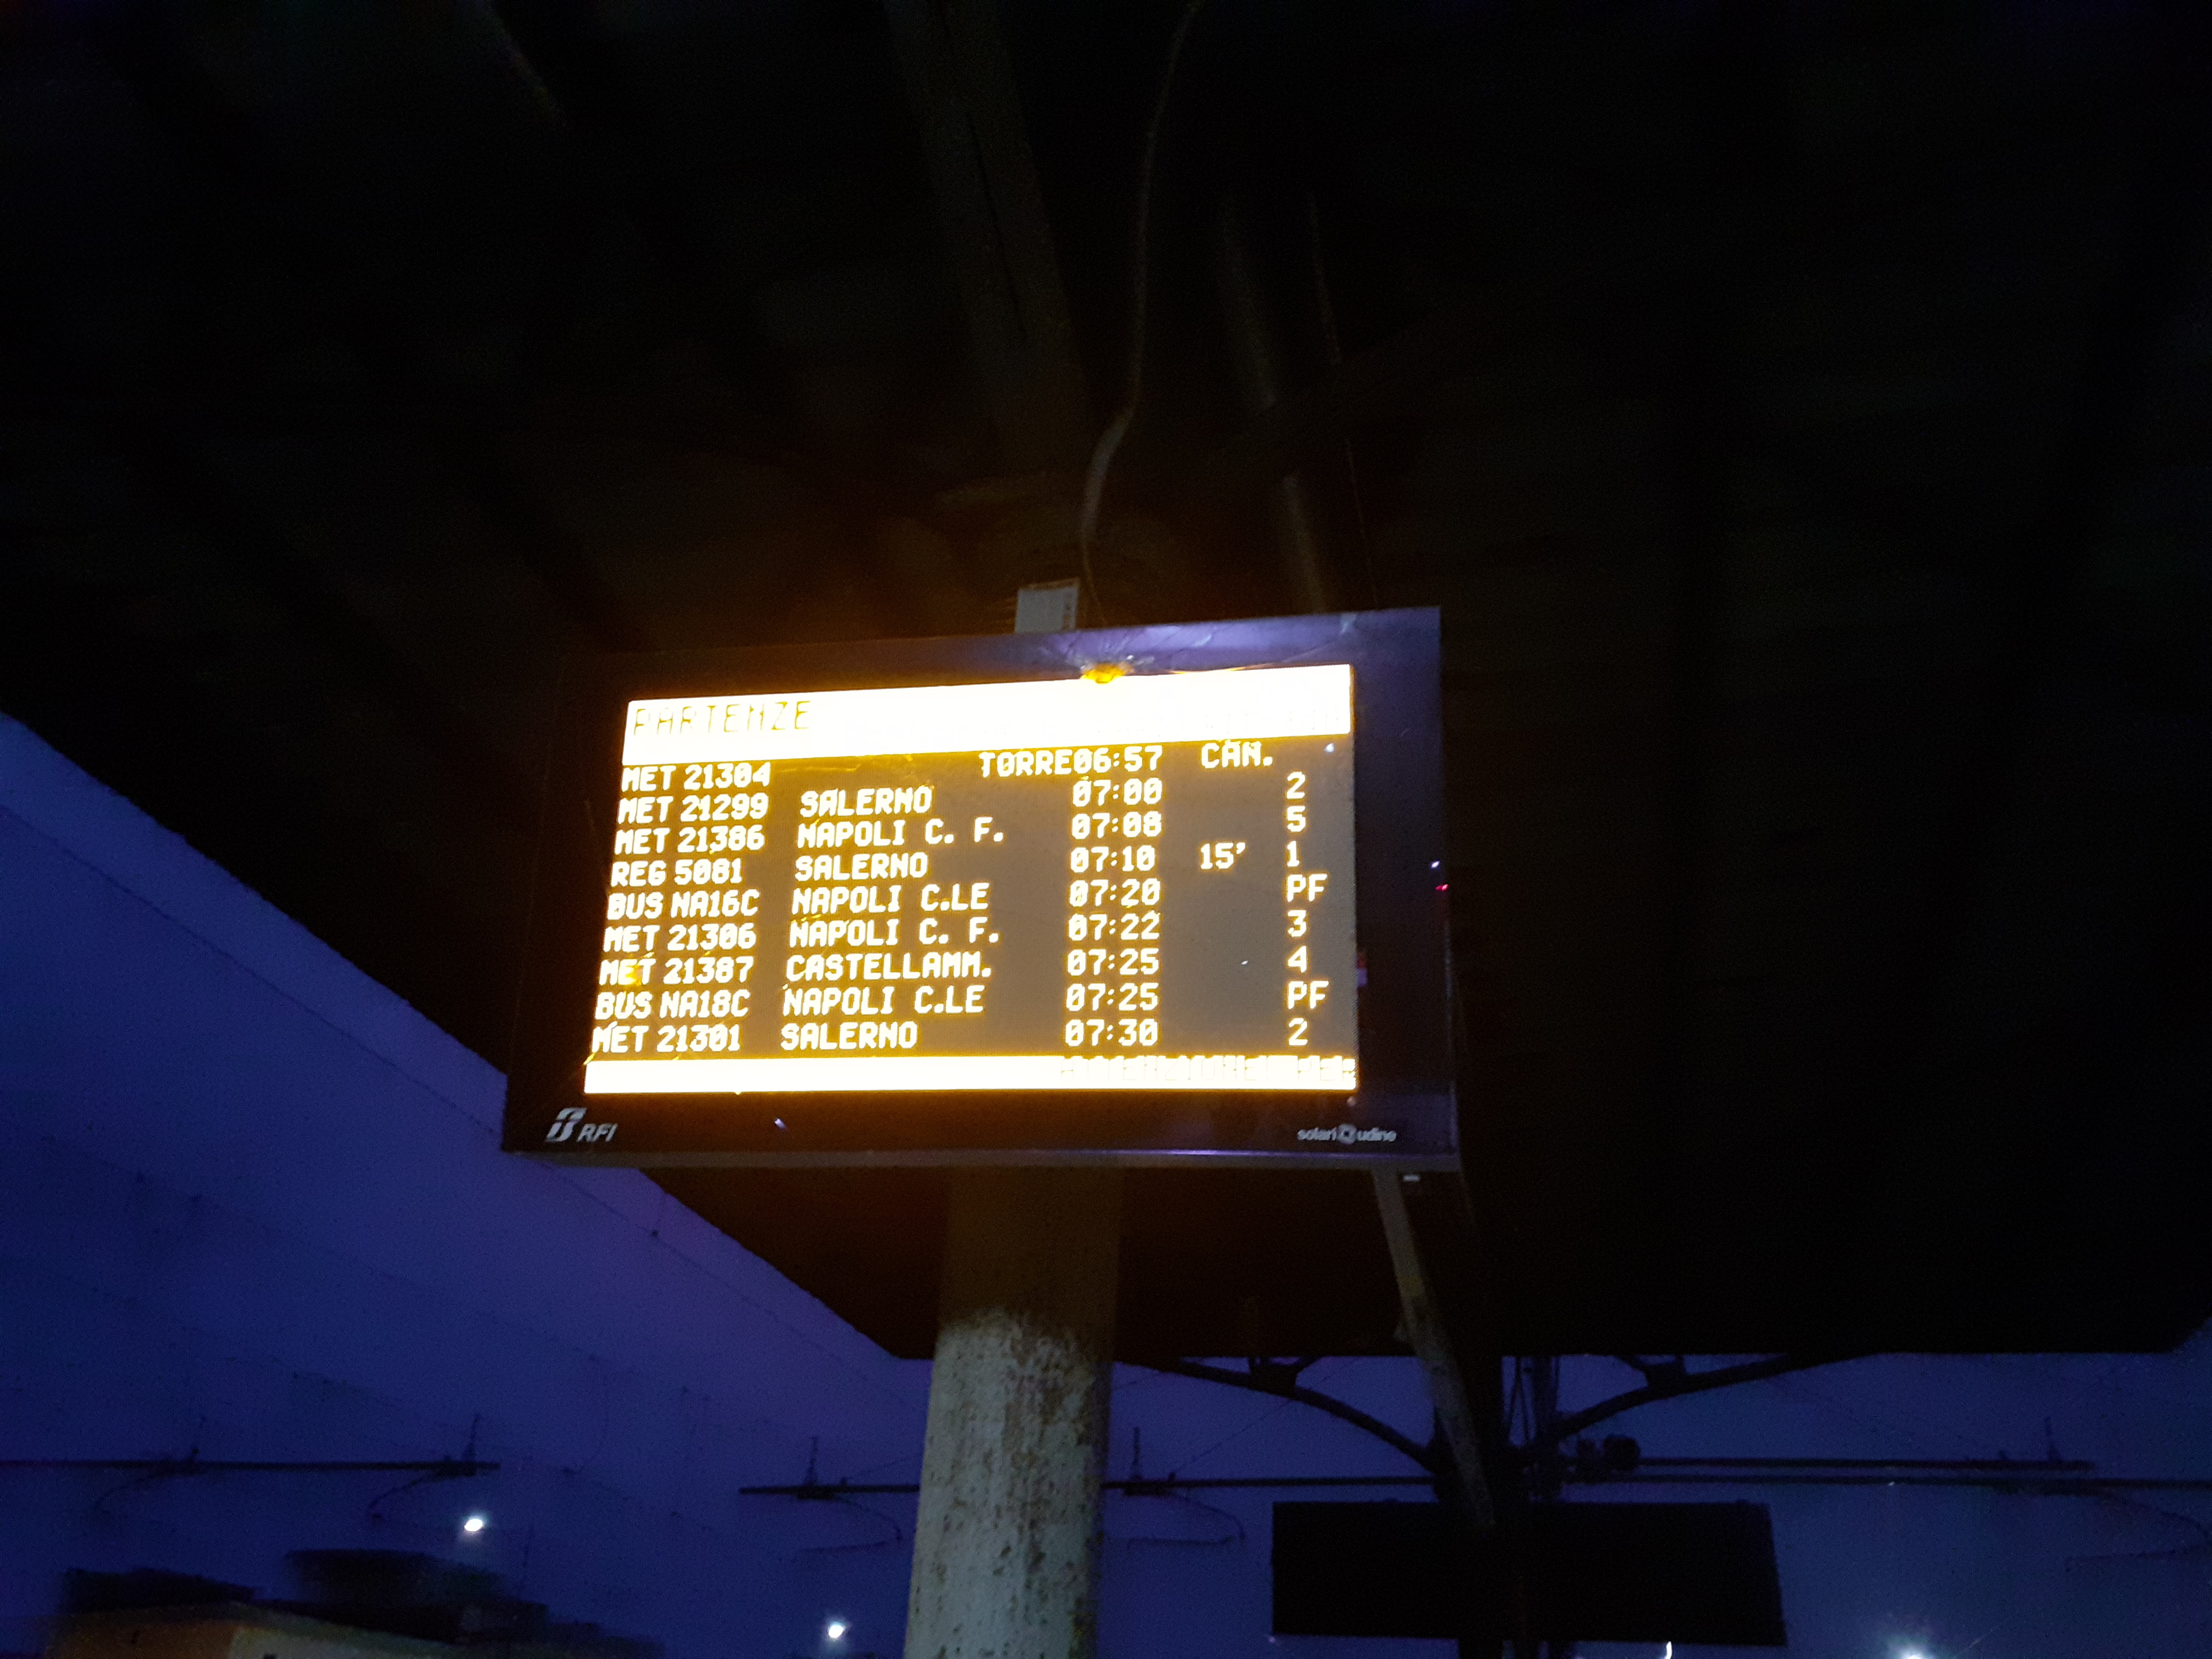 PARTENZE
MET 21304 TORRE06:57 CAN.
MET 21299 SALERNO 07:00 2
MET 21386 NAPOLI C. F. 07:08 5
REG 5081 SALERNO 07:10 15' 1
BUS NA16C NAPOLI C.LE 07:20 PF
MET 21306 NAPOLI C. F. 07:22 3
MET 21387 CASTELLAMM. 07:25 4
BUS NA18C NAPOLI C.LE 07:25 PF
MET 21301 SALERNO 07:30 2
RFI
solari udine